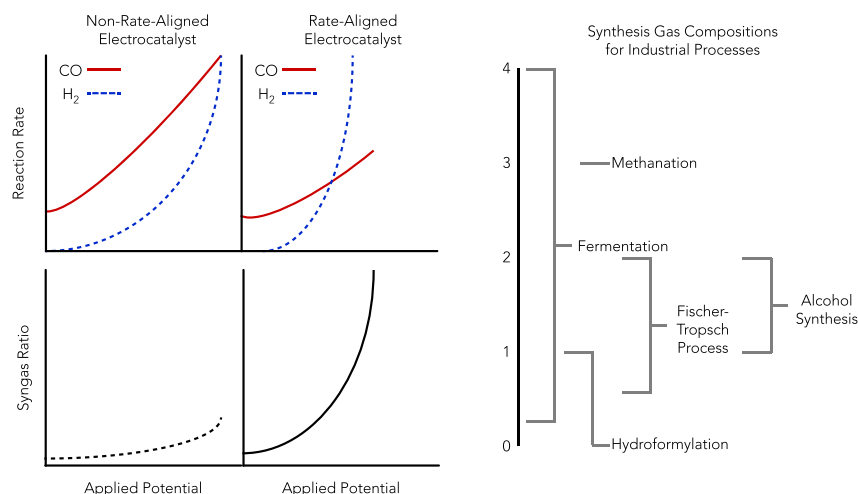 Non-Rate-Aligned
Electrocatalyst
Rate-Aligned
Electrocatalyst
CO
H2
CO
H2
Reaction Rate
Syngas Ratio
Applied Potential
Applied Potential
Synthesis Gas Compositions
for Industrial Processes
4
3
2
1
0
Methanation
Fermentation
Fischer-
Tropsch
Process
Alcohol
Synthesis
Hydroformylation